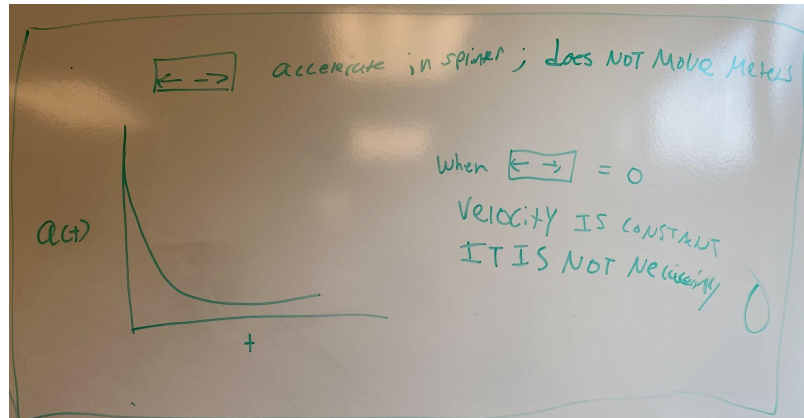 accelerate in spinner; does NOT MOVE METERS
When = 0
VELOCITY IS CONSTANT
IT IS NOT Necessarily 0
a(t)
t